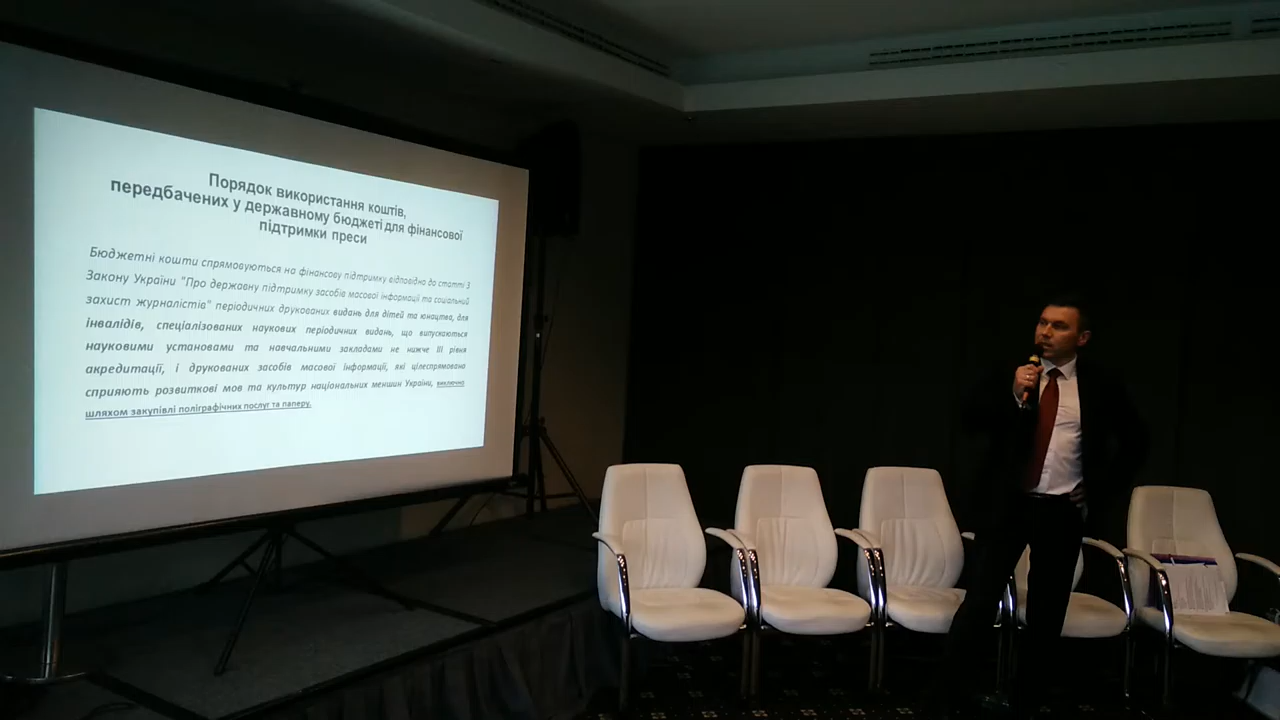 Порядок використання коштів,
передбачених у державному бюджеті для фінансової
підтримки преси
Бюджетні кошти спрямовуються на фінансову підтримку відповідно до статті 3
Закону України "Про державну підтримку засобів масової інформації та соціальний
захист журналістів" періодичних друкованих видань для дітей та юнацтва, для
інвалідів, спеціалізованих наукових періодичних видань, що випускаються
науковими установами та навчальними закладами не нижче III рівня
акредитації, і друкованих засобів масової інформації, які цілеспрямовано
сприяють розвиткові мов та культур національних меншин України, виключно
шляхом закупівлі поліграфічних послуг та паперу.